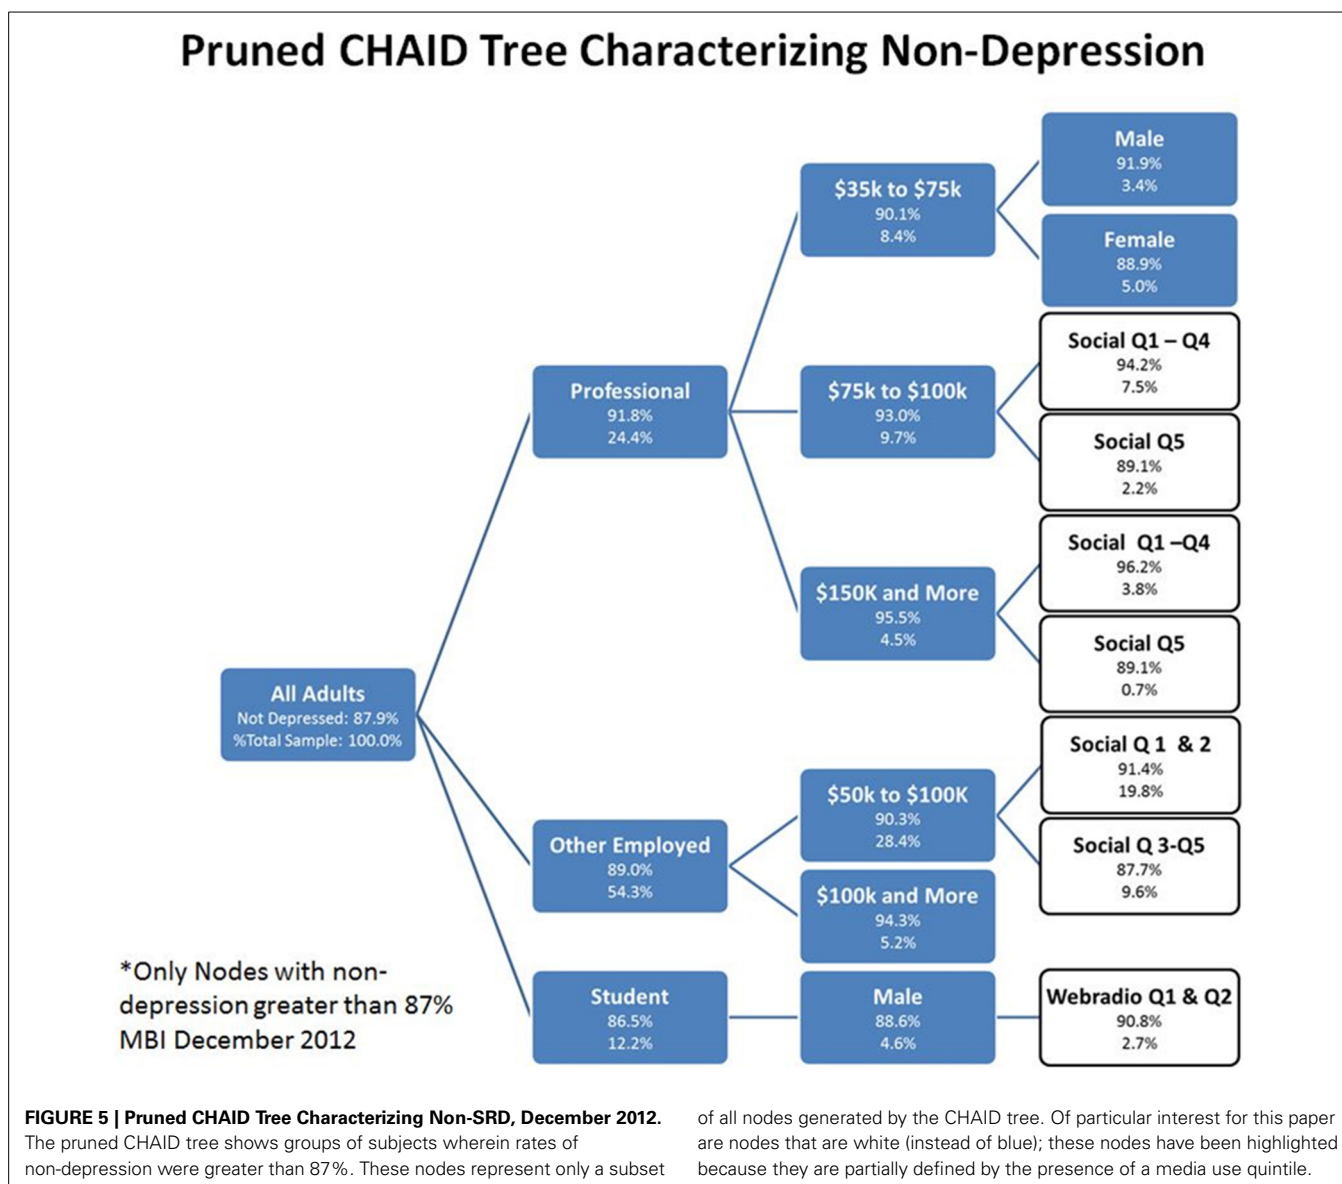 Pruned CHAID Tree Characterizing Non-Depression
Male
91.9%
3.4%
$35k to $75k
90.1%
8.4%
Female
88.9%
5.0%
Social Q1 – Q4
94.2%
7.5%
Professional
91.8%
24.4%
$75k to $100k
93.0%
9.7%
Social Q5
89.1%
2.2%
Social Q1 –Q4
96.2%
3.8%
$150K and More
95.5%
4.5%
Social Q5
89.1%
0.7%
All Adults
Not Depressed: 87.9%
%Total Sample: 100.0%
Social Q 1 & 2
91.4%
19.8%
$50k to $100K
90.3%
28.4%
Other Employed
89.0%
54.3%
Social Q 3-Q5
87.7%
9.6%
$100k and More
94.3%
5.2%
*Only Nodes with non-
depression greater than 87%
MBI December 2012
Student
86.5%
12.2%
Male
88.6%
4.6%
Webradio Q1 & Q2
90.8%
2.7%
FIGURE 5 | Pruned CHAID Tree Characterizing Non-SRD, December 2012.
The pruned CHAID tree shows groups of subjects wherein rates of
non-depression were greater than 87%. These nodes represent only a subset
of all nodes generated by the CHAID tree. Of particular interest for this paper
are nodes that are white (instead of blue); these nodes have been highlighted
because they are partially defined by the presence of a media use quintile.